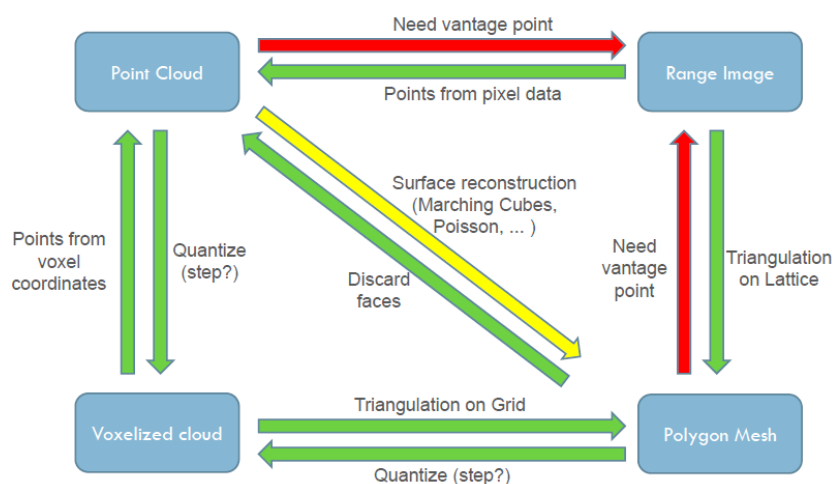 Need vantage point
Point Cloud
Range Image
Points from pixel data
Surface reconstruction
(Marching Cubes,
Poisson, ... )
Points from
voxel
coordinates
Quantize
(step?)
Discard
faces
Need
vantage
point
Triangulation
on Lattice
Voxelized cloud
Triangulation on Grid
Polygon Mesh
Quantize (step?)